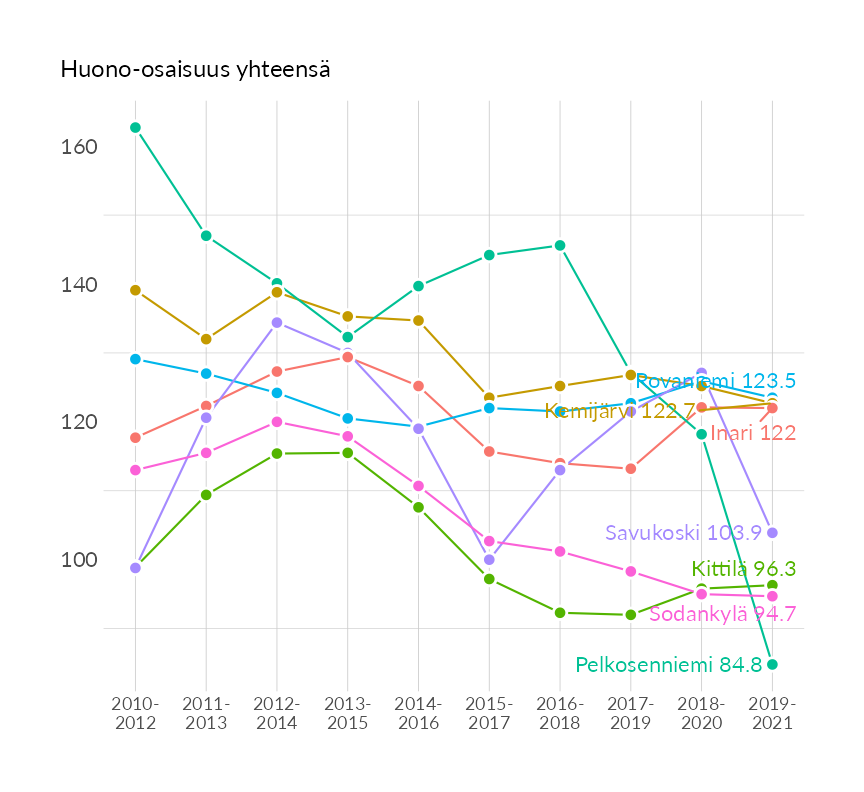 Huono-osaisuus yhteensä
160
140
120
100
Rovaniemi 123.5
Kemijärvi 122.7
Inari 122
Savukoski 103.9
Kittilä 96.3
Sodankylä 94.7
Pelkosenniemi 84.8
2010- 2011- 2012- 2013- 2014- 2015- 2016- 2017- 2018- 2019-
2012 2013 2014 2015 2016 2017 2018 2019 2020 2021